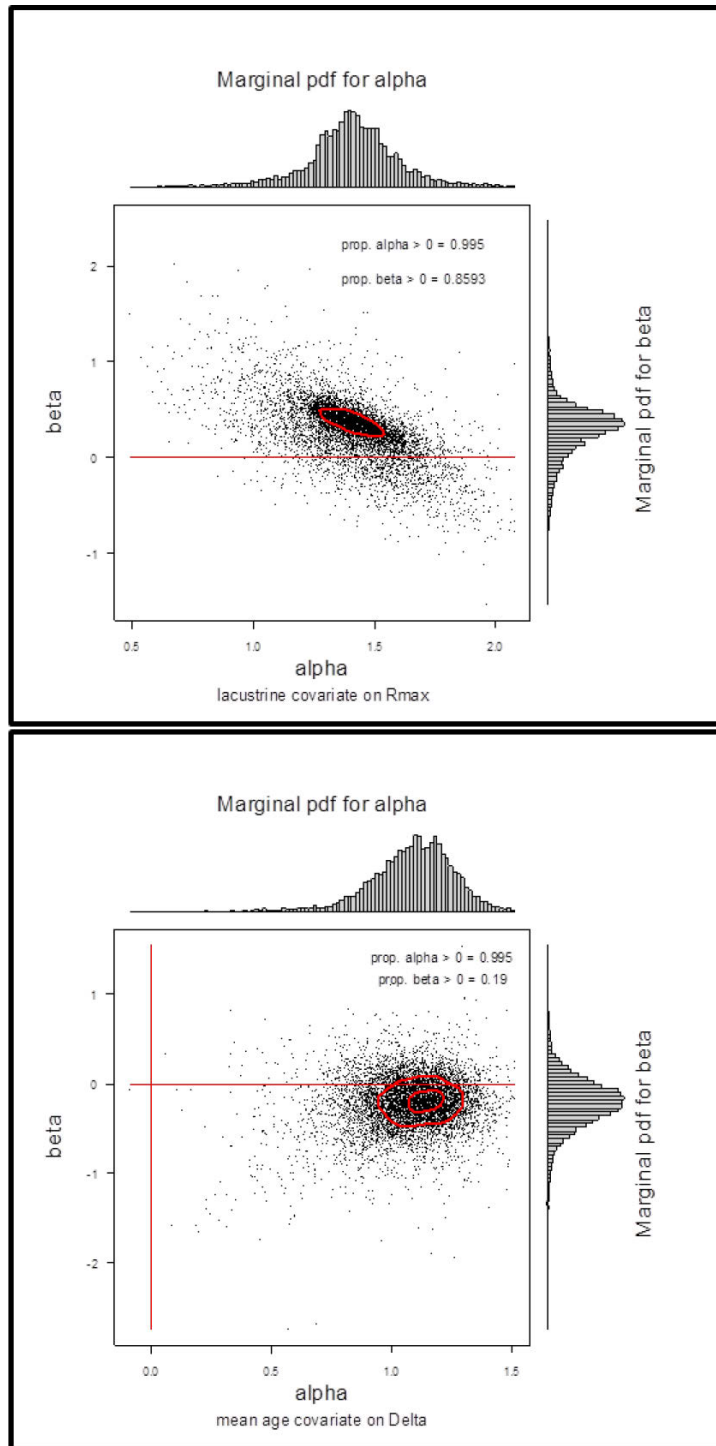 Marginal pdf for alpha
prop. alpha > 0 = 0.995
prop. beta > 0 = 0.8593
2
1
0
-1
beta
Marginal pdf for beta
0.5 1.0 1.5 2.0
alpha
lacustrine covariate on Rmax
Marginal pdf for alpha
prop. alpha > 0 = 0.995
prop. beta > 0 = 0.19
1
0
-1
-2
beta
Marginal pdf for beta
0.0 0.5 1.0 1.5
alpha
mean age covariate on Delta